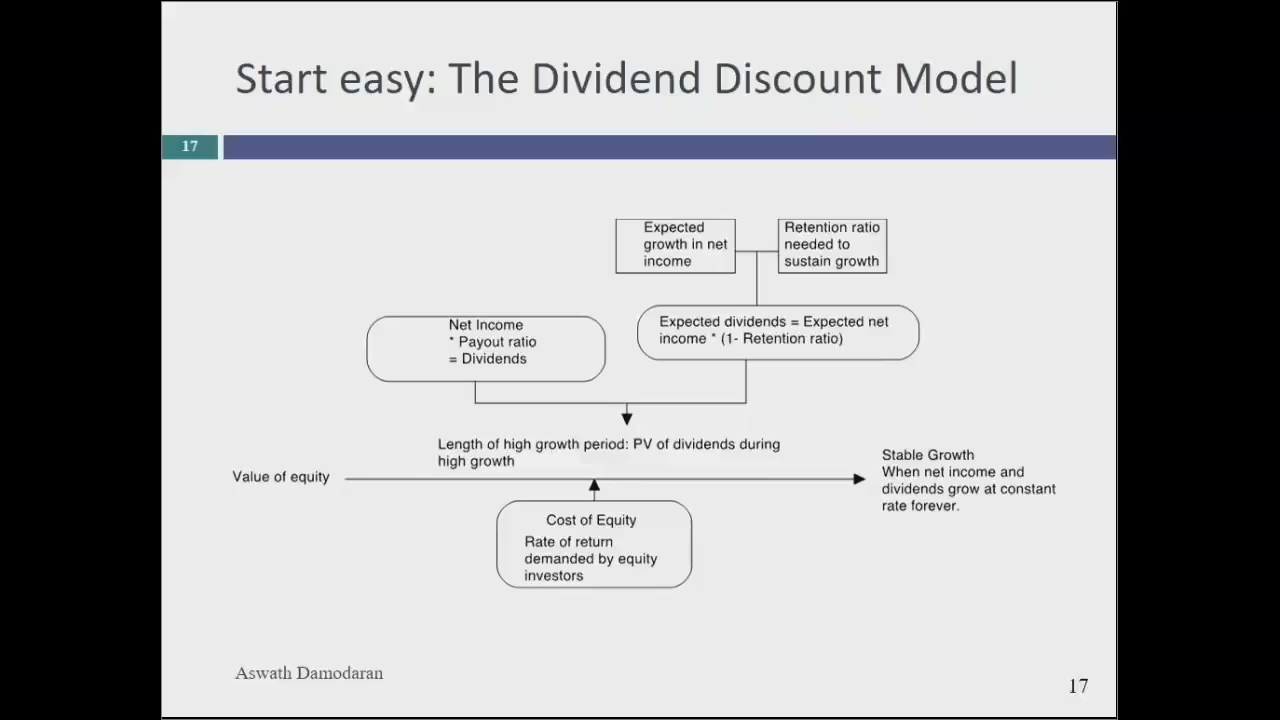 Start easy: The Dividend Discount Model
17
Expected
growth in net
income
Retention ratio
needed to
sustain growth
Net Income
* Payout ratio
= Dividends
Expected dividends = Expected net
income * (1- Retention ratio)
Length of high growth period: PV of dividends during
high growth
Value of equity
Stable Growth
When net income and
dividends grow at constant
rate forever.
Cost of Equity
Rate of return
demanded by equity
investors
Aswath Damodaran
17